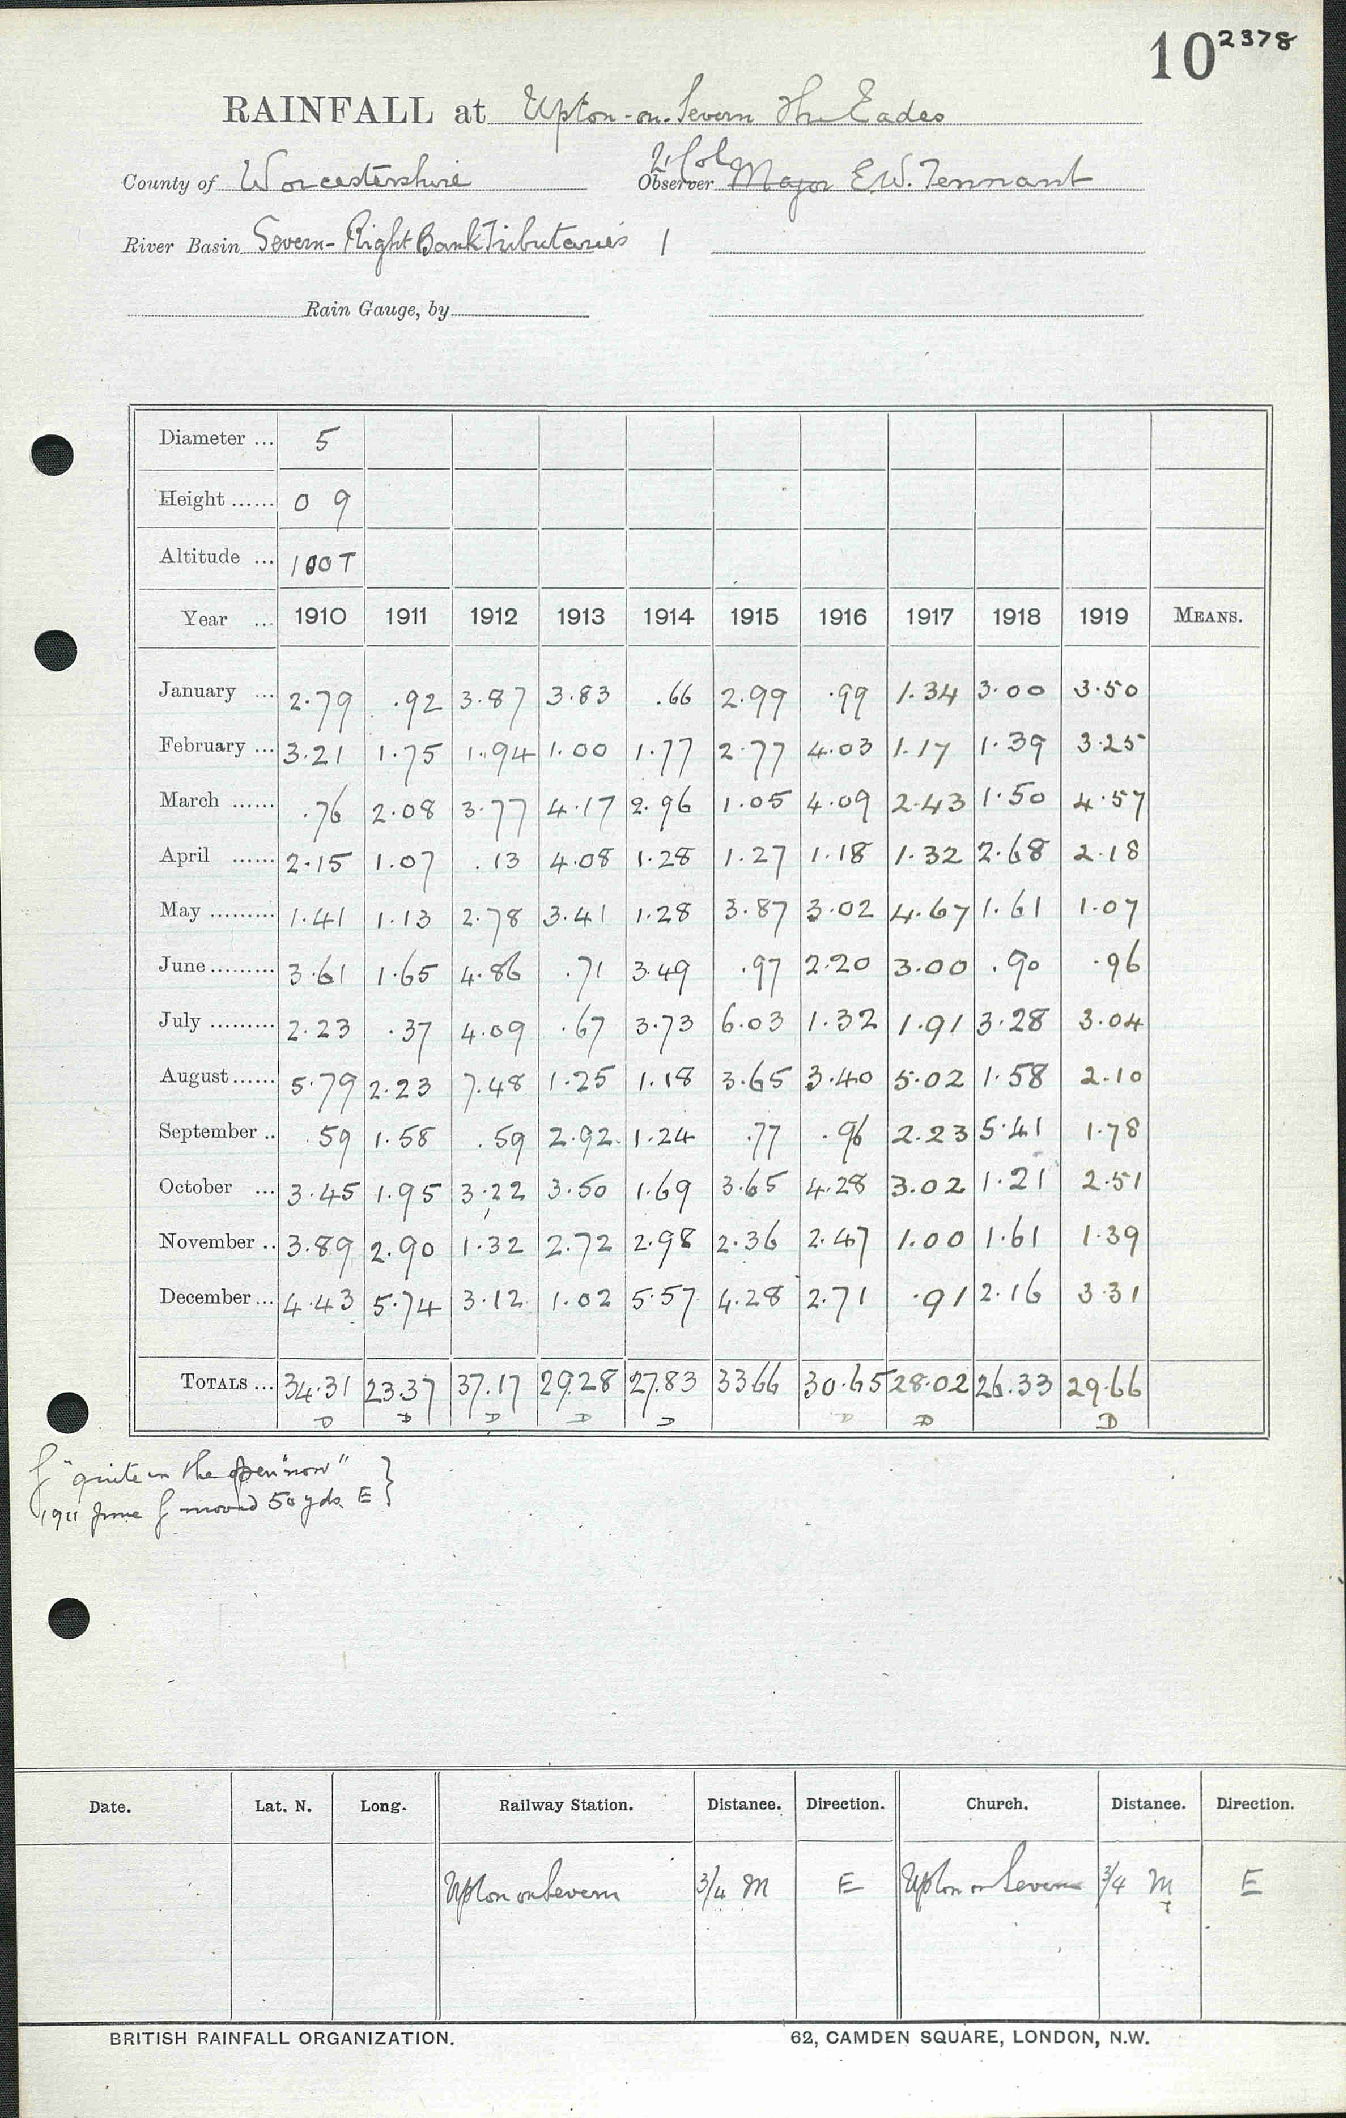 10 2378
RAINFALL at Upton-on-Severn The Eades
Lt. Col
County of Worcestershire Observer Major E.W. Tennant
River Basin Severn-Right Bank Tributaries 1
Rain Gauge, by
Diameter ... 5
Height ...... 0 9
Altitude ... 100T
Year ... 1910 1911 1912 1913 1914 1915 1916 1917 1918 1919 MEANS.
January ... 2.79 .92 3.87 3.83 .66 2.99 .99 1.34 3.00 3.50
February ... 3.21 1.75 1.94 1.00 1.77 2.77 4.03 1.17 1.39 3.25
March ...... .76 2.08 3.77 4.17 2.96 1.05 4.09 2.43 1.50 4.57
April ...... 2.15 1.07 .13 4.08 1.28 1.27 1.18 1.32 2.68 2.18
May ......... 1.41 1.13 2.78 3.41 1.28 3.87 3.02 4.67 1.61 1.07
June ......... 3.61 1.65 4.86 .71 3.49 .97 2.20 3.00 .90 .96
July ......... 2.23 .37 4.09 .67 3.73 6.03 1.32 1.91 3.28 3.04
August ...... 5.79 2.23 7.48 1.25 1.18 3.65 3.40 5.02 1.58 2.10
September .. .59 1.58 .59 2.92 1.24 .77 .96 2.23 5.41 1.78
October ... 3.45 1.95 3.22 3.50 1.69 3.65 4.28 3.02 1.21 2.51
November .. 3.89 2.90 1.32 2.72 2.98 2.36 2.47 1.00 1.61 1.39
December ... 4.43 5.74 3.12 1.02 5.57 4.28 2.71 .91 2.16 3.31
TOTALS ... 34.31 23.37 37.17 29.28 27.83 33.66 30.65 28.02 26.33 29.66
D D D D D D D D
g "quite in the open now"
1911 June g moved 50 yds. E
Date. Lat. N. Long. Railway Station. Distance. Direction. Church. Distance. Direction.
Upton on Severn 3/4 M E Upton on Severn 3/4 M E
T
BRITISH RAINFALL ORGANIZATION. 62, CAMDEN SQUARE, LONDON, N.W.